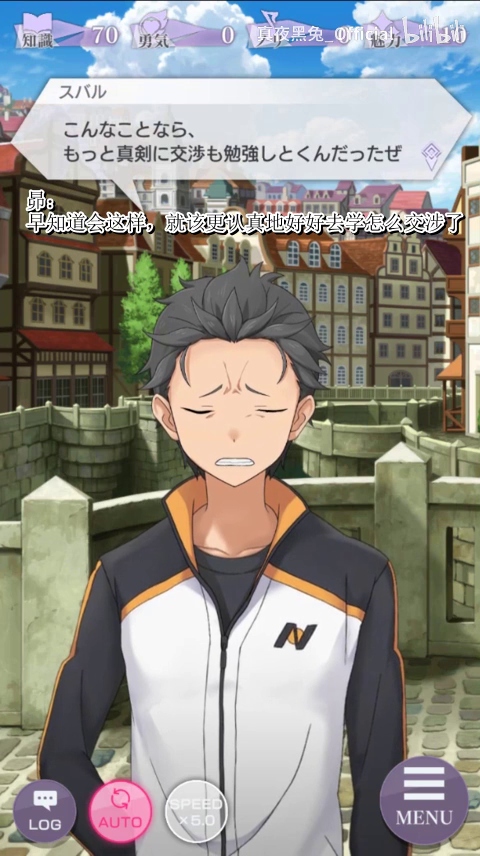 知識 70 勇気 0 0 魅力
真夜黑兔_Official bilibili
スバル
こんなことなら、
もっと真剣に交渉も勉強しとくんだったぜ
昴:
早知道会这样，就该更认真地好好去学怎么交涉了
N
LOG
AUTO
SPEED
×5.0
MENU